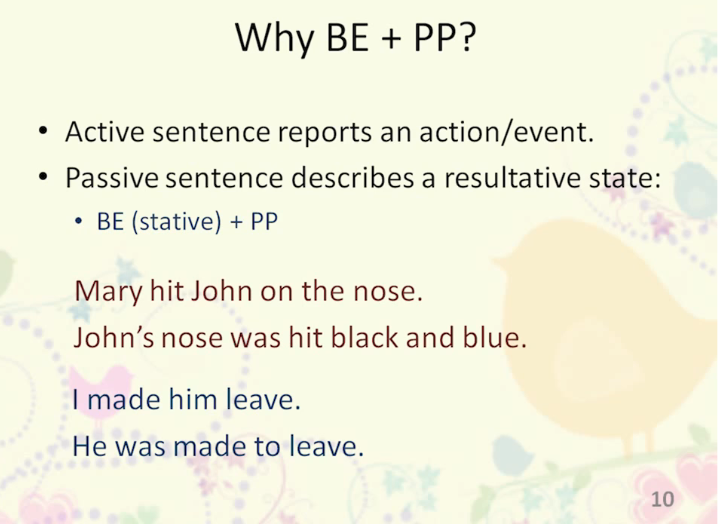 Why BE + PP?
• Active sentence reports an action/event.
• Passive sentence describes a resultative state:
• BE (stative) + PP
Mary hit John on the nose.
John’s nose was hit black and blue.
I made him leave.
He was made to leave.
10